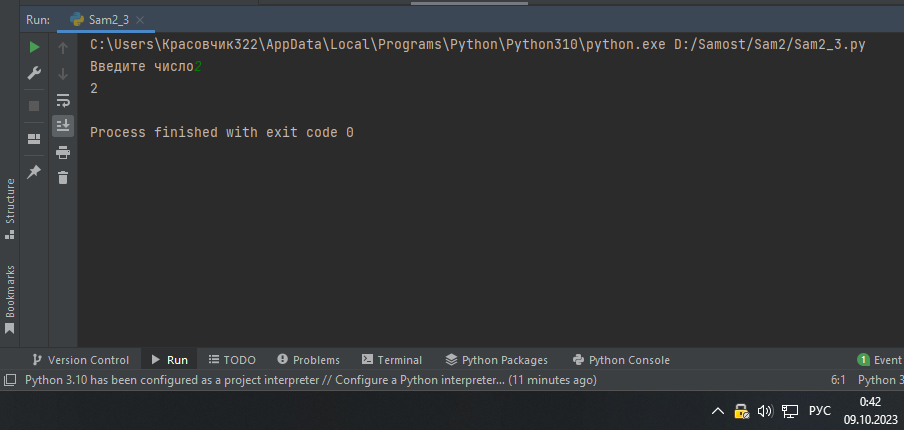 Run:
Sam2_3
C:\Users\Красовчик322\AppData\Local\Programs\Python\Python310\python.exe D:/Samost/Sam2/Sam2_3.py
Введите число2
2
Process finished with exit code 0
Structure
Bookmarks
Version Control
Run
TODO
Problems
Terminal
Python Packages
Python Console
1 Event
Python 3.10 has been configured as a project interpreter // Configure a Python interpreter... (11 minutes ago)
6:1
Python 3
РУС
0:42
09.10.2023